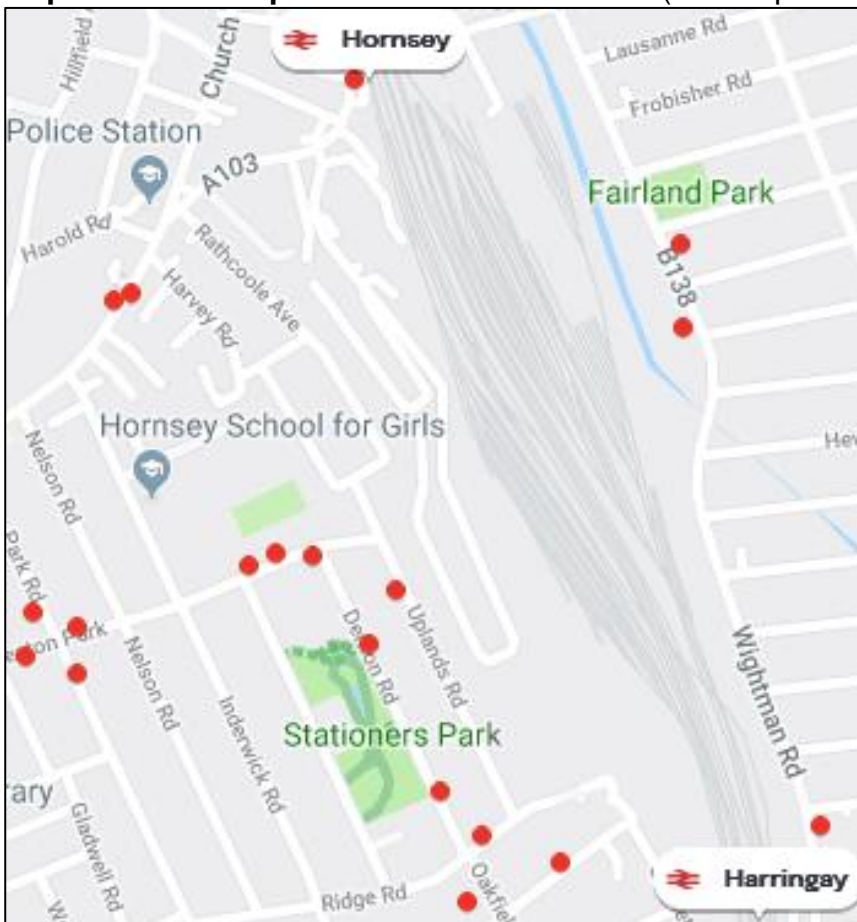 Hornsey
Lausanne Rd
Hillfield
Church
Frobisher Rd
Police Station
A103
Fairland Park
Harold Rd
Rathcoole Ave
B138
Harvey Rd
Hornsey School for Girls
Nelson Rd
Park Rd
Uplands Rd
Nelson Rd
Wightman Rd
Inderwick Rd
Stationers Park
Gladwell Rd
Ridge Rd
Harringay